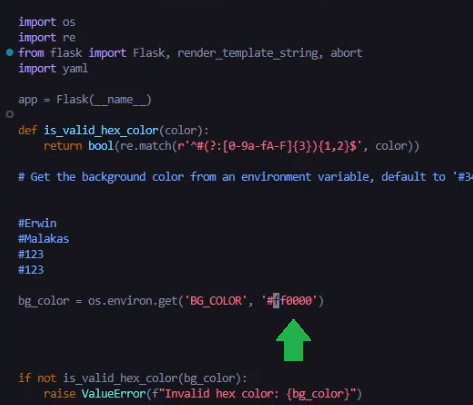 import os
import re
from flask import Flask, render_template_string, abort
import yaml
app = Flask(__name__)
def is_valid_hex_color(color):
return bool(re.match(r'^#(?:[0-9a-fA-F]{3}){1,2}$', color))
# Get the background color from an environment variable, default to '#34
#Erwin
#Malakas
#123
#123
bg_color = os.environ.get('BG_COLOR', '#ff0000')
if not is_valid_hex_color(bg_color):
raise ValueError(f"Invalid hex color: {bg_color}")